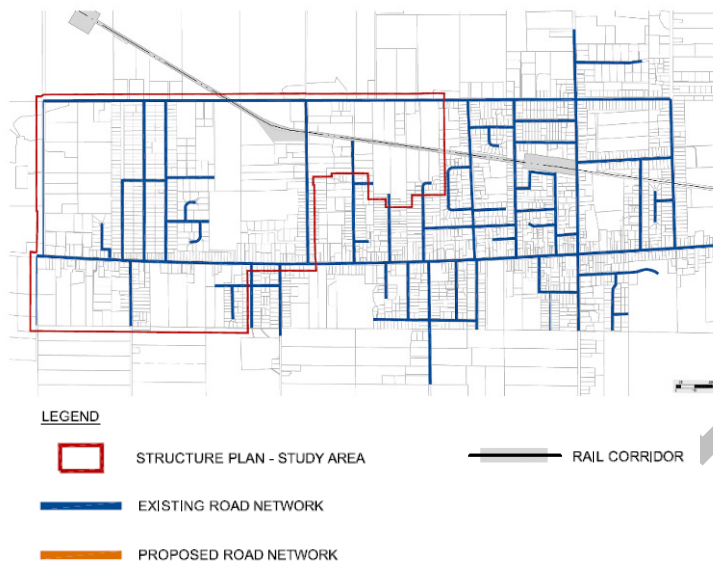 LEGEND
STRUCTURE PLAN - STUDY AREA
RAIL CORRIDOR
EXISTING ROAD NETWORK
PROPOSED ROAD NETWORK